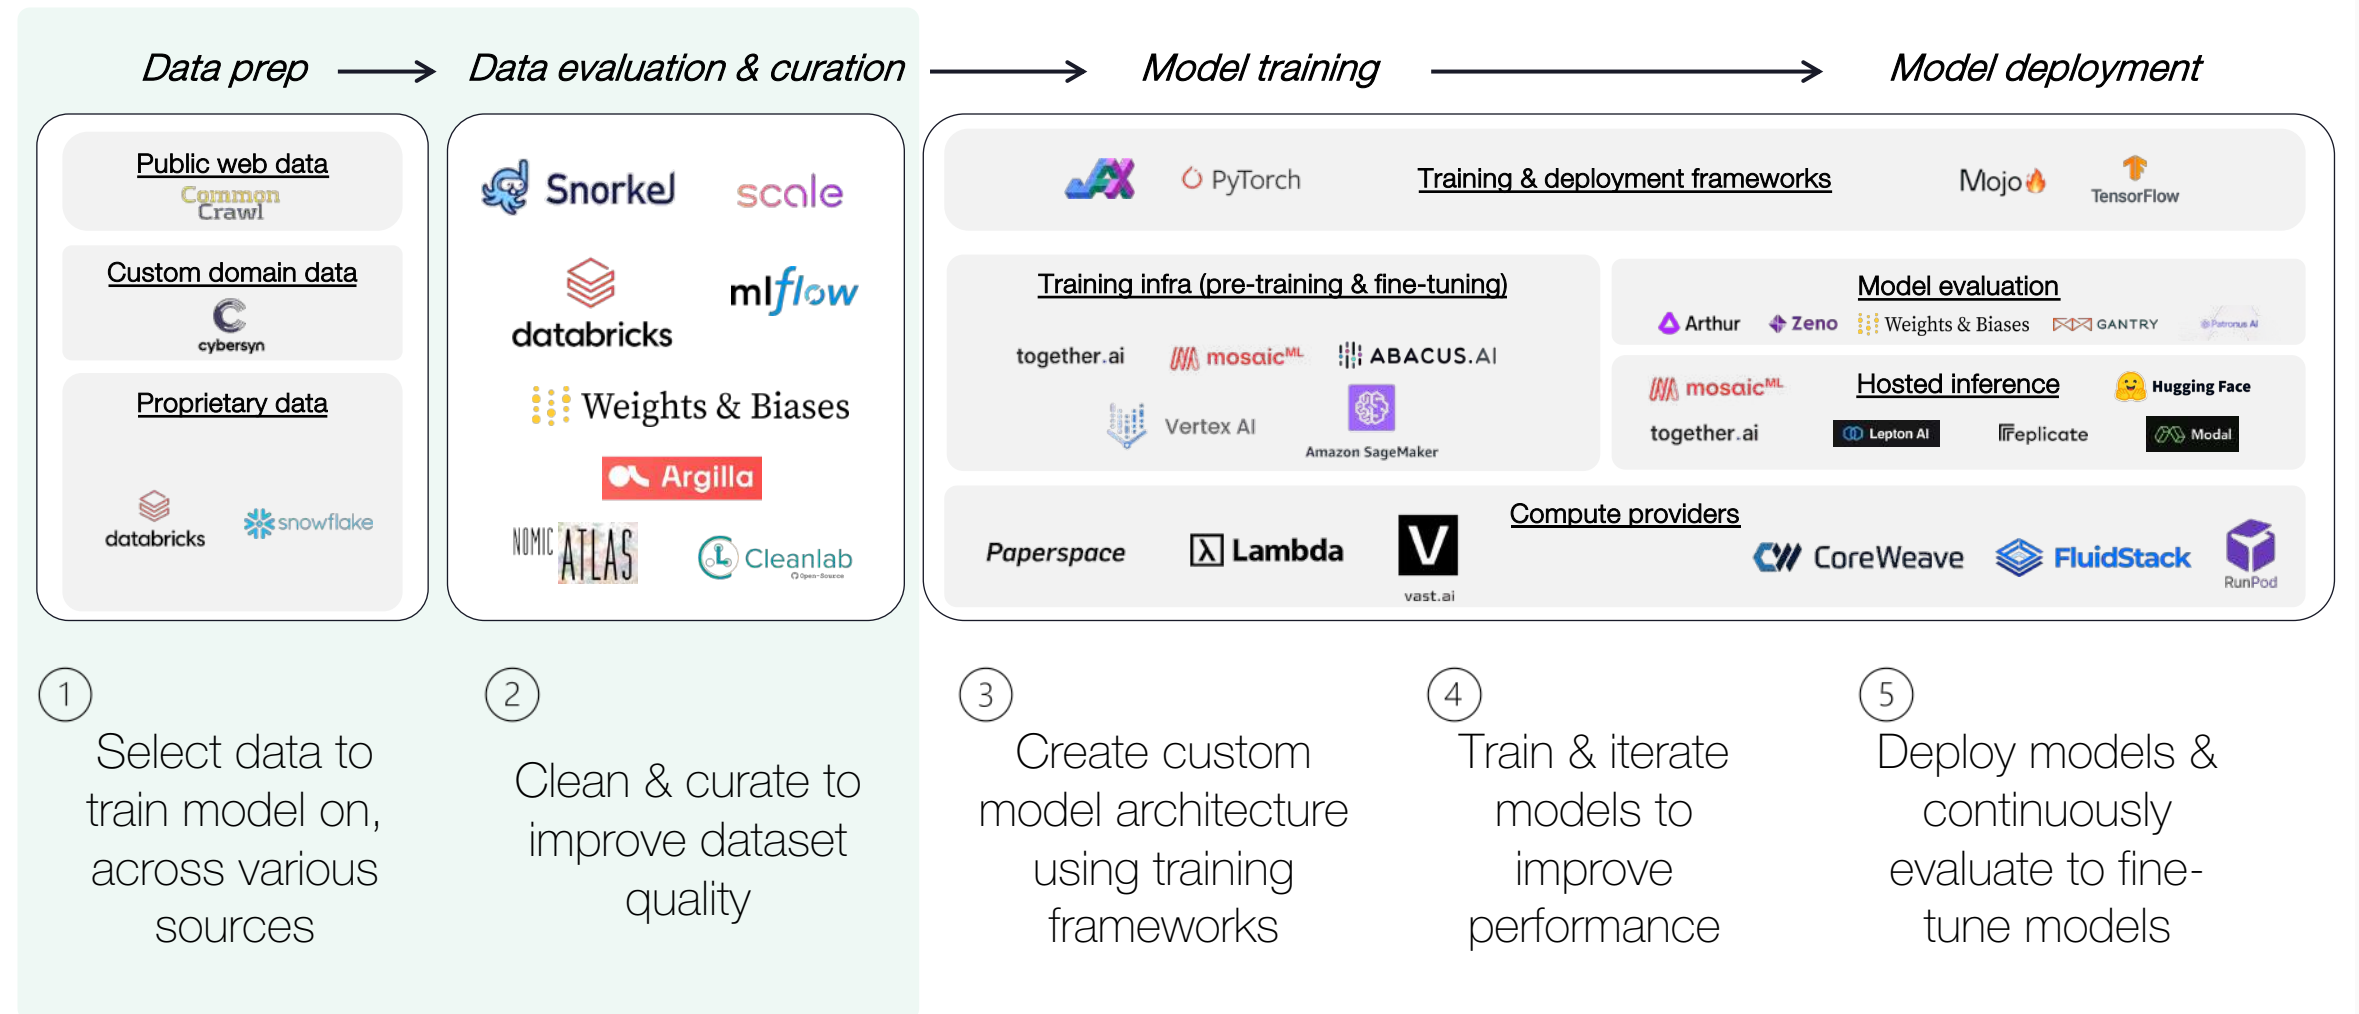 Data prep
Data evaluation & curation
Model training
Model deployment
Public web data
Common
Crawl
Custom domain data
cybersyn
Proprietary data
databricks
snowflake
Snorkel
scale
databricks
mlflow
Weights & Biases
Argilla
NOMIC
ATLAS
Cleanlab
Open-Source
JAX
PyTorch
Training & deployment frameworks
Mojo
TensorFlow
Training infra (pre-training & fine-tuning)
together.ai
mosaicML
ABACUS.AI
Vertex AI
Amazon SageMaker
Model evaluation
Arthur
Zeno
Weights & Biases
GANTRY
Patronus AI
mosaicML
Hosted inference
Hugging Face
together.ai
Lepton AI
Replicate
Modal
Compute providers
Paperspace
Lambda
V
vast.ai
CoreWeave
FluidStack
RunPod
1
Select data to
train model on,
across various
sources
2
Clean & curate to
improve dataset
quality
3
Create custom
model architecture
using training
frameworks
4
Train & iterate
models to
improve
performance
5
Deploy models &
continuously
evaluate to fine-
tune models